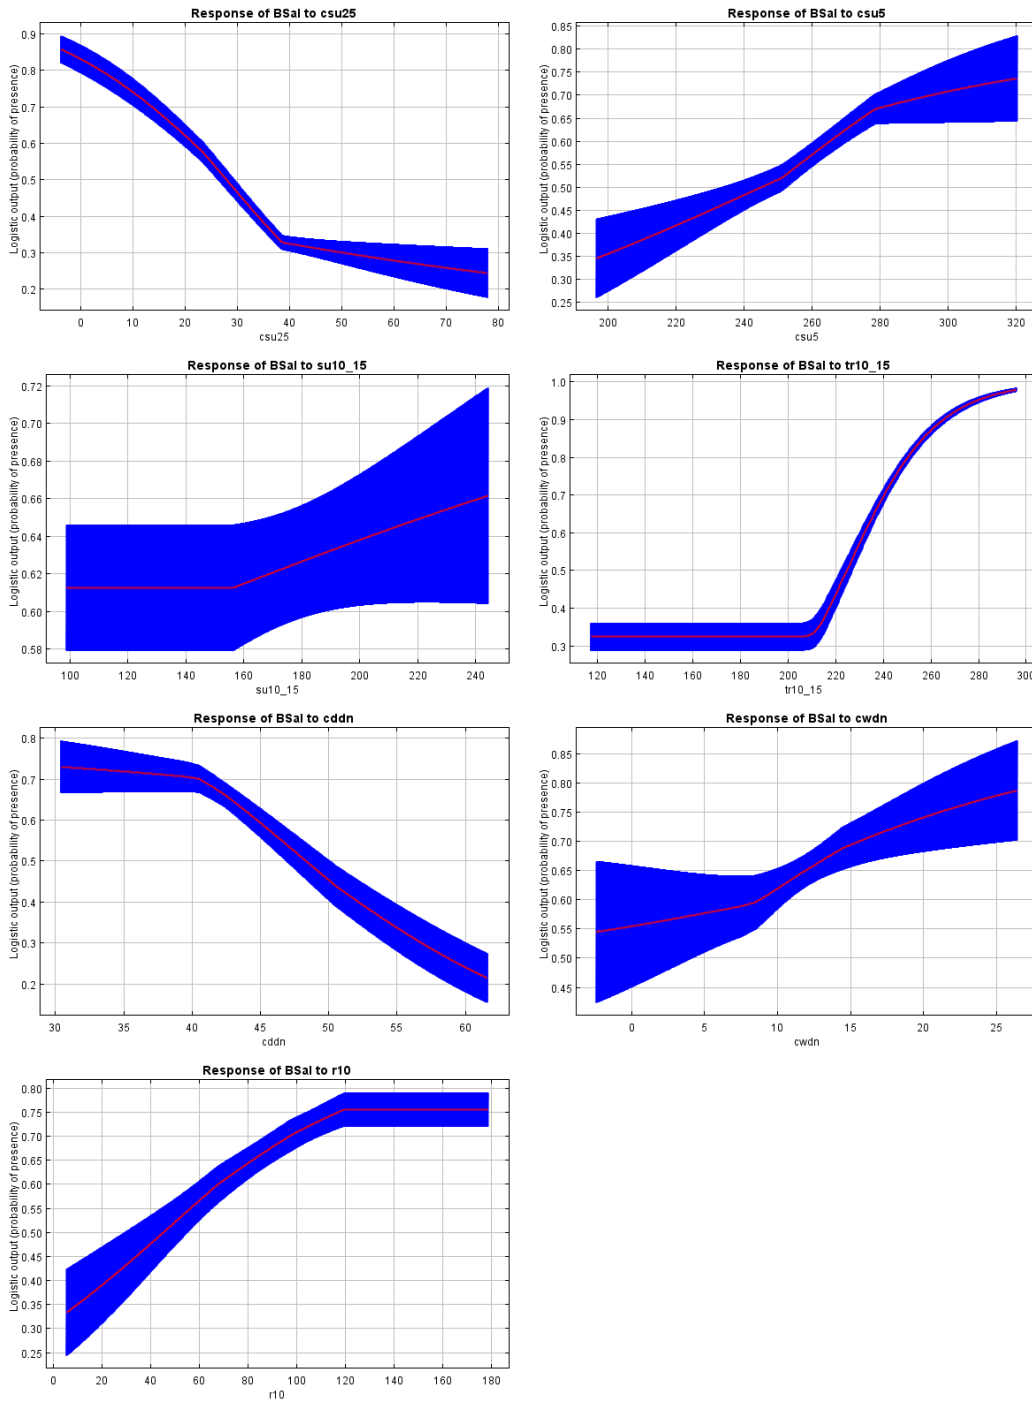 Response of BSal to csu25
Logistic output (probability of presence)
0.9
0.8
0.7
0.6
0.5
0.4
0.3
0.2
0 10 20 30 40 50 60 70 80
csu25
Response of BSal to csu5
Logistic output (probability of presence)
0.85
0.80
0.75
0.70
0.65
0.60
0.55
0.50
0.45
0.40
0.35
0.30
0.25
200 220 240 260 280 300 320
csu5
Response of BSal to su10_15
Logistic output (probability of presence)
0.72
0.70
0.68
0.66
0.64
0.62
0.60
0.58
100 120 140 160 180 200 220 240
su10_15
Response of BSal to tr10_15
Logistic output (probability of presence)
1.0
0.9
0.8
0.7
0.6
0.5
0.4
0.3
120 140 160 180 200 220 240 260 280 300
tr10_15
Response of BSal to cddn
Logistic output (probability of presence)
0.8
0.7
0.6
0.5
0.4
0.3
0.2
30 35 40 45 50 55 60
cddn
Response of BSal to cwdn
Logistic output (probability of presence)
0.85
0.80
0.75
0.70
0.65
0.60
0.55
0.50
0.45
0 5 10 15 20 25
cwdn
Response of BSal to r10
Logistic output (probability of presence)
0.80
0.75
0.70
0.65
0.60
0.55
0.50
0.45
0.40
0.35
0.30
0.25
0 20 40 60 80 100 120 140 160 180
r10